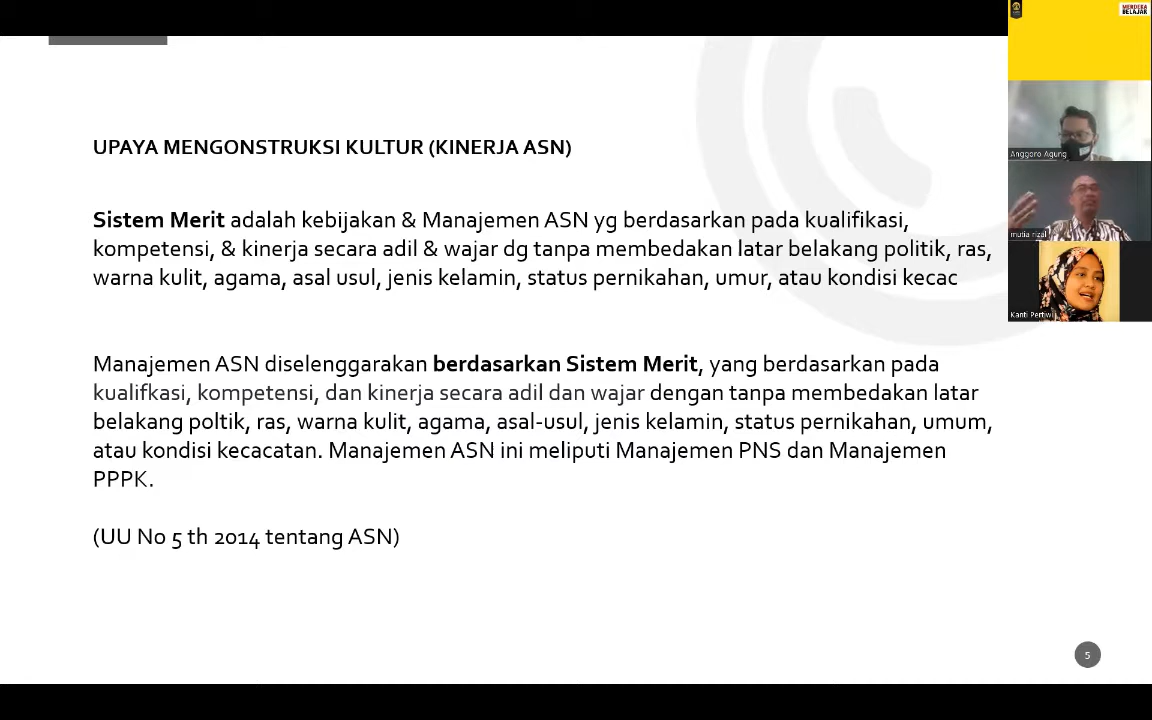 UPAYA MENGONSTRUKSI KULTUR (KINERJA ASN)
Sistem Merit adalah kebijakan & Manajemen ASN yg berdasarkan pada kualifikasi,
kompetensi, & kinerja secara adil & wajar dg tanpa membedakan latar belakang politik, ras,
warna kulit, agama, asal usul, jenis kelamin, status pernikahan, umur, atau kondisi kecac
Manajemen ASN diselenggarakan berdasarkan Sistem Merit, yang berdasarkan pada
kualifkasi, kompetensi, dan kinerja secara adil dan wajar dengan tanpa membedakan latar
belakang poltik, ras, warna kulit, agama, asal-usul, jenis kelamin, status pernikahan, umum,
atau kondisi kecacatan. Manajemen ASN ini meliputi Manajemen PNS dan Manajemen
PPPK.
(UU No 5 th 2014 tentang ASN)
5
MERDEKA
BELAJAR
Anggoro Agung
mutia rizal
Kanti Pertiwi